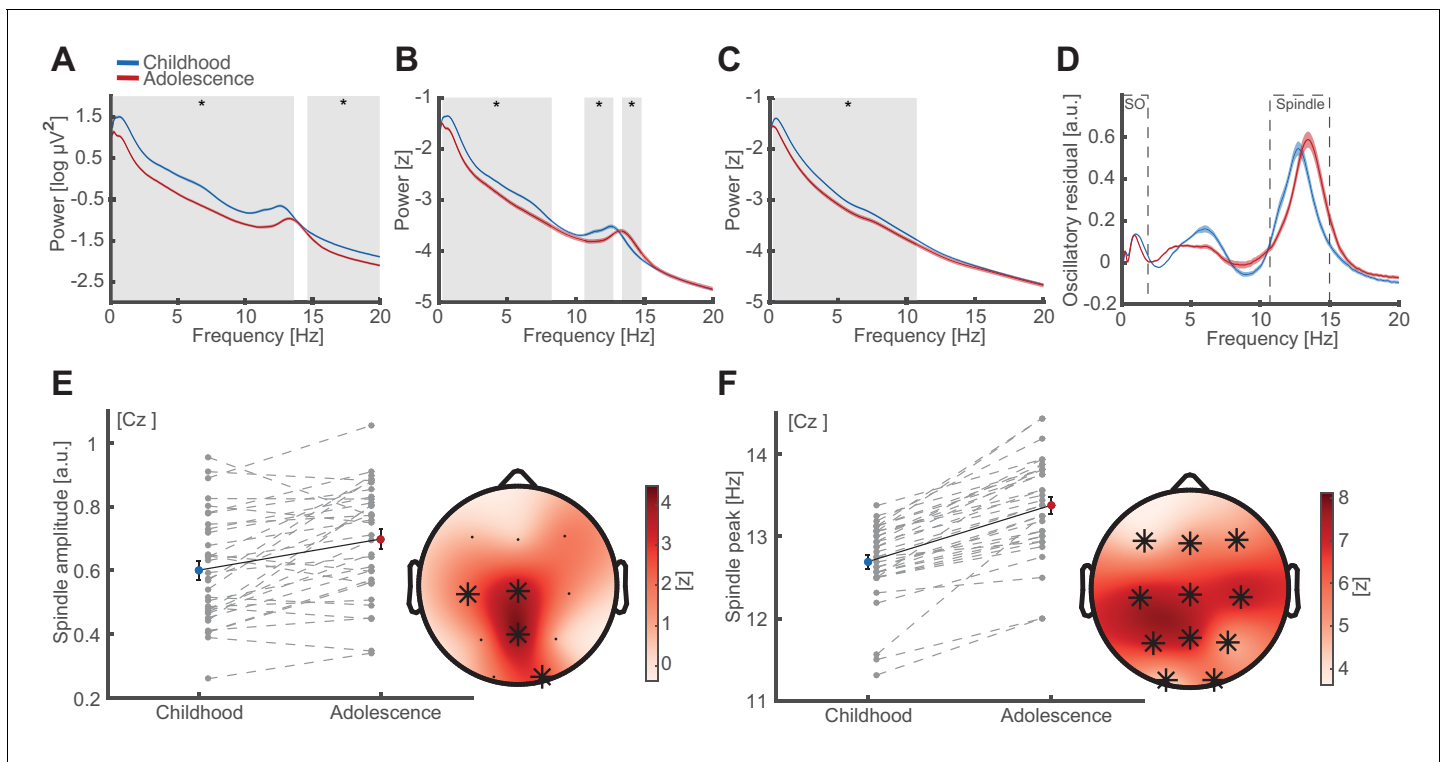 A
Childhood
Adolescence
*
*
1.5
0.5
-0.5
-1.5
-2.5
Power [log µV²]
0
5
10
15
20
Frequency [Hz]
B
*
*
*
-1
-2
-3
-4
-5
Power [z]
0
5
10
15
20
Frequency [Hz]
C
*
-1
-2
-3
-4
-5
Power [z]
0
5
10
15
20
Frequency [Hz]
D
SO
Spindle
0.6
0.4
0.2
0
-0.2
Oscillatory residual [a.u.]
0
5
10
15
20
Frequency [Hz]
E
[Cz ]
1
0.8
0.6
0.4
0.2
Spindle amplitude [a.u.]
Childhood
Adolescence
4
3
2
1
0
[z]
F
[Cz ]
14
13
12
11
Spindle peak [Hz]
Childhood
Adolescence
8
7
6
5
4
[z]